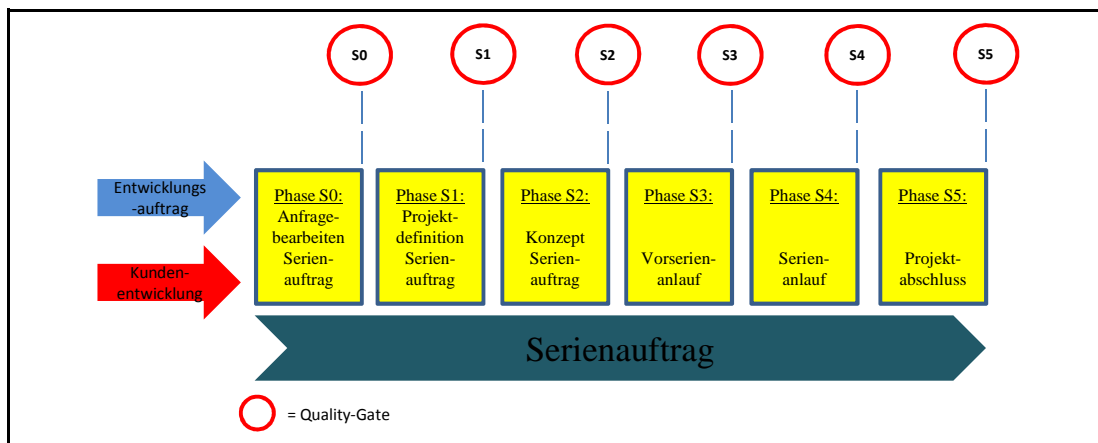 S0
S1
S2
S3
S4
S5
Entwicklungs
-auftrag
Kunden-
entwicklung
Phase S0:
Anfrage-
bearbeiten
Serien-
auftrag
Phase S1:
Projekt-
definition
Serien-
auftrag
Phase S2:
Konzept
Serien-
auftrag
Phase S3:
Vorserien-
anlauf
Phase S4:
Serien-
anlauf
Phase S5:
Projekt-
abschluss
Serienauftrag
= Quality-Gate